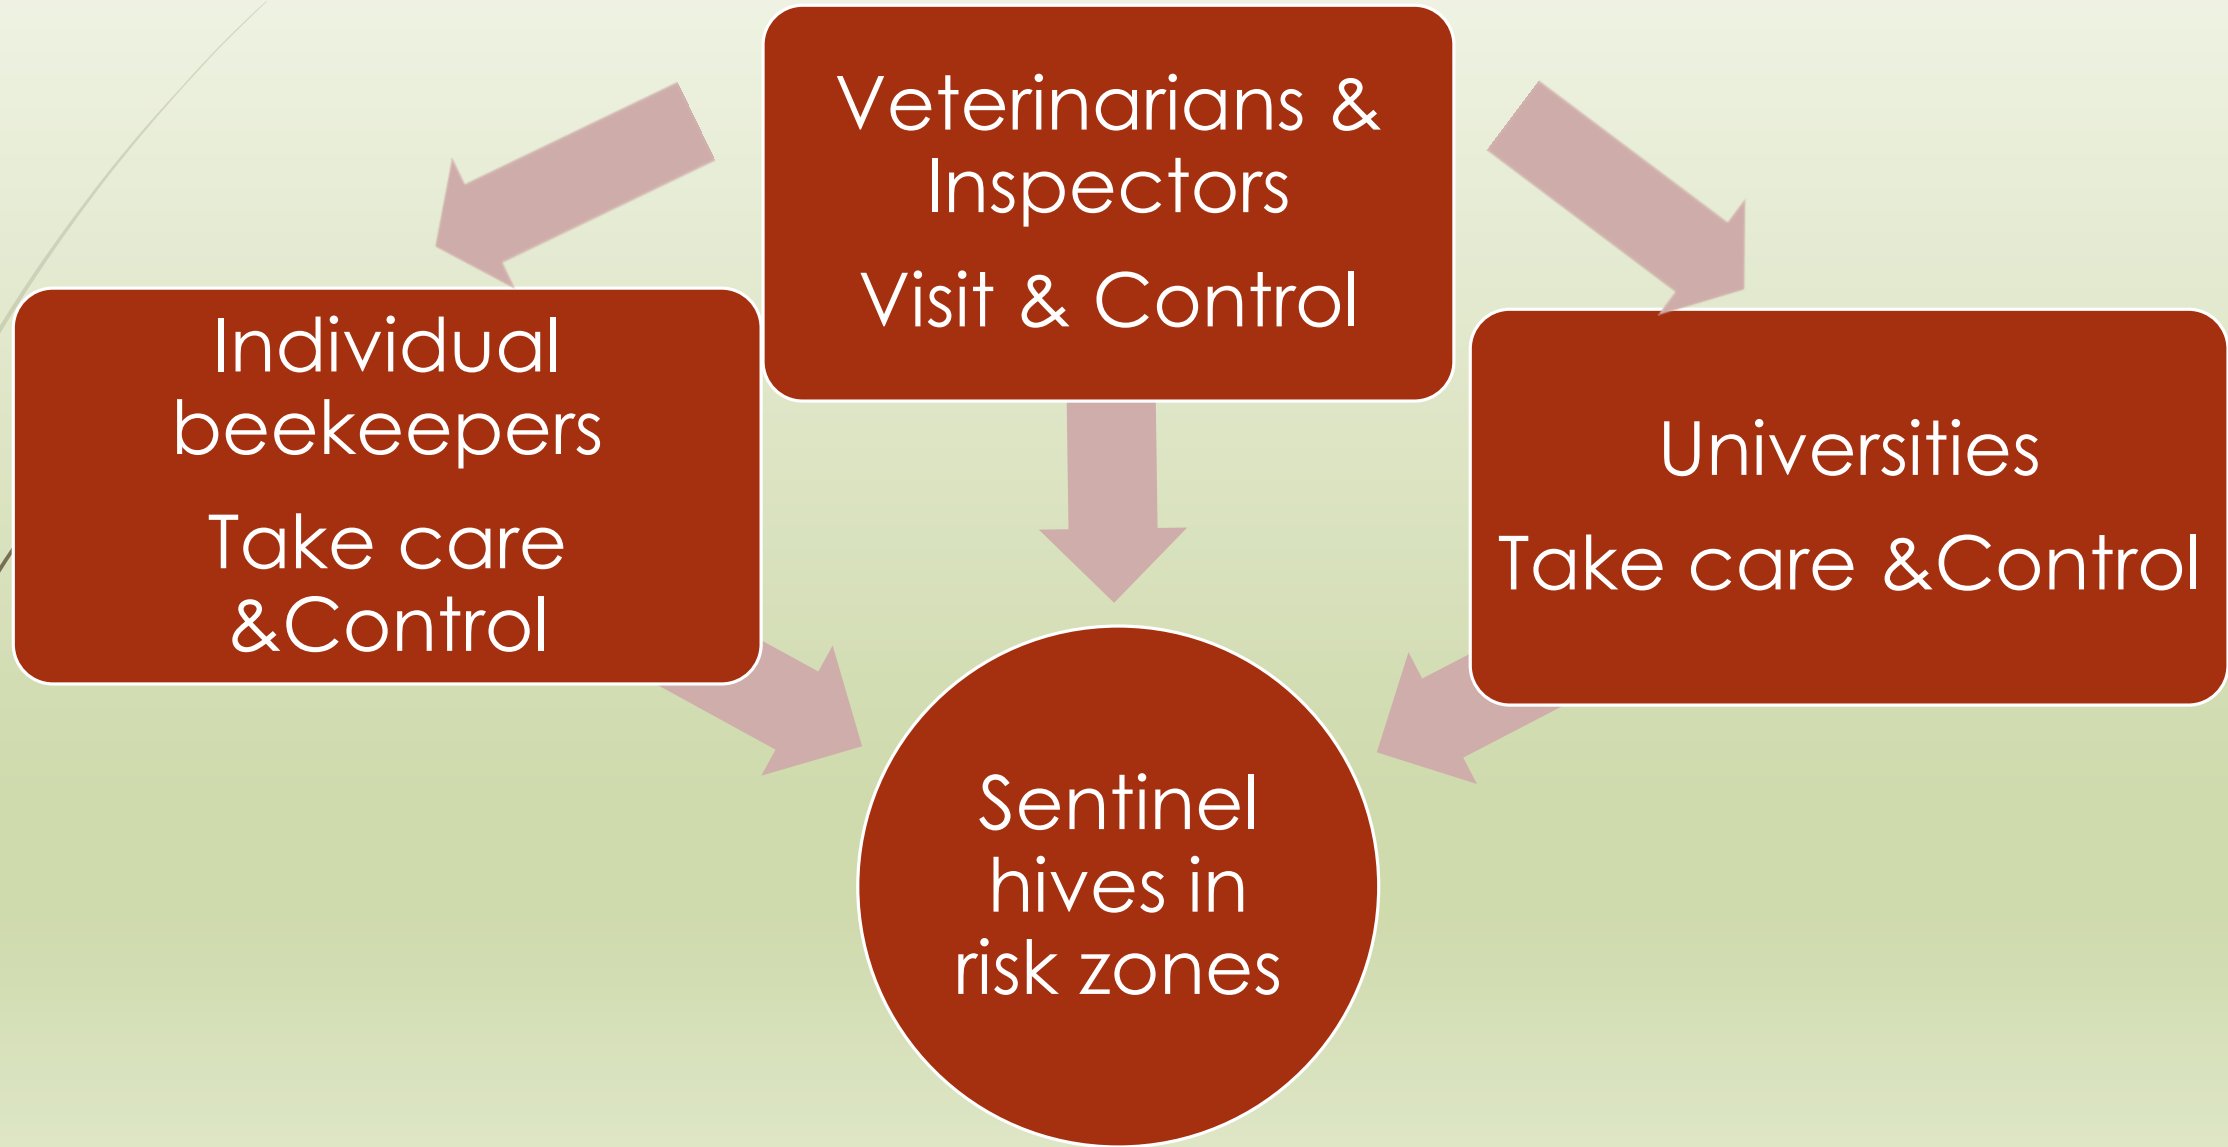 Veterinarians &
Inspectors
Visit & Control
Individual
beekeepers
Take care
&Control
Universities
Take care &Control
Sentinel
hives in
risk zones